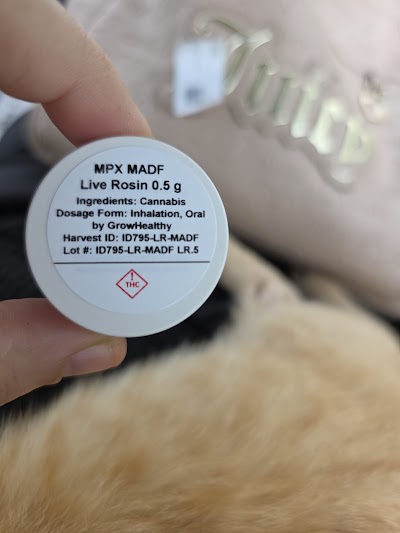 Juicy
MPX MADF
Live Rosin 0.5 g
Ingredients: Cannabis
Dosage Form: Inhalation, Oral
by GrowHealthy
Harvest ID: ID795-LR-MADF
Lot #: ID795-LR-MADF LR.5
!
THC